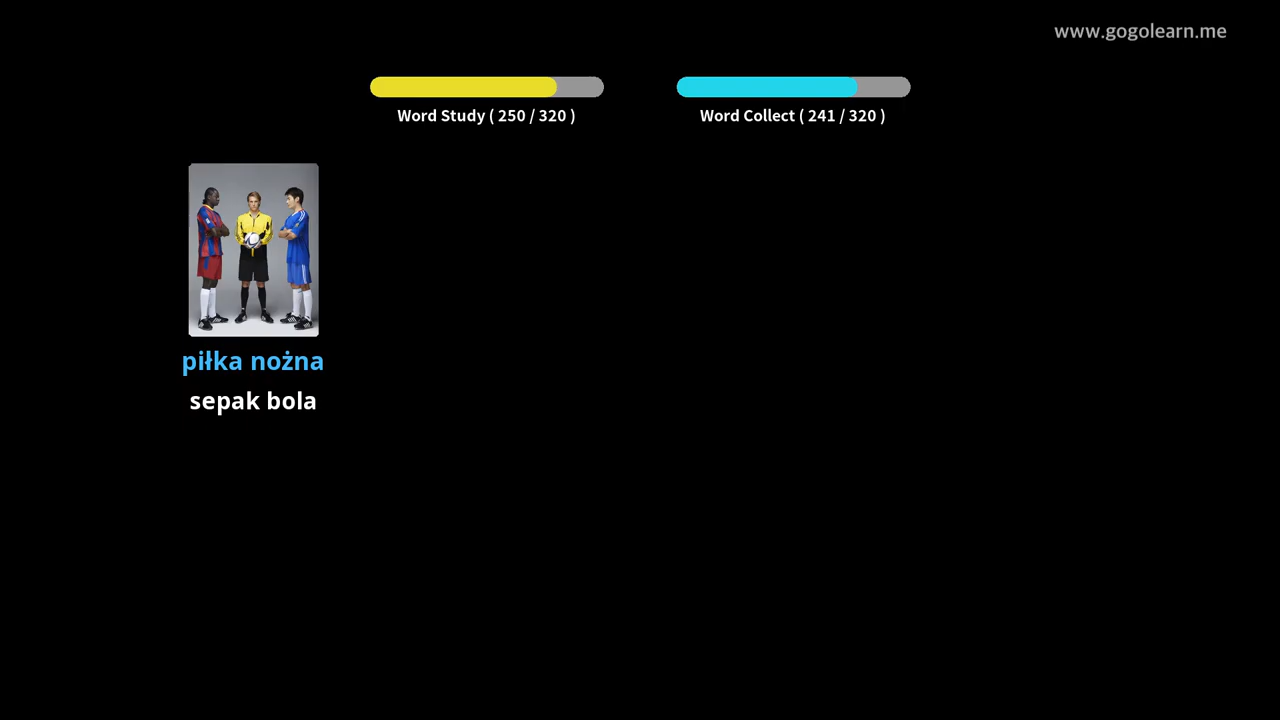 www.gogolearn.me
Word Study ( 250 / 320 )
Word Collect ( 241 / 320 )
piłka nożna
sepak bola